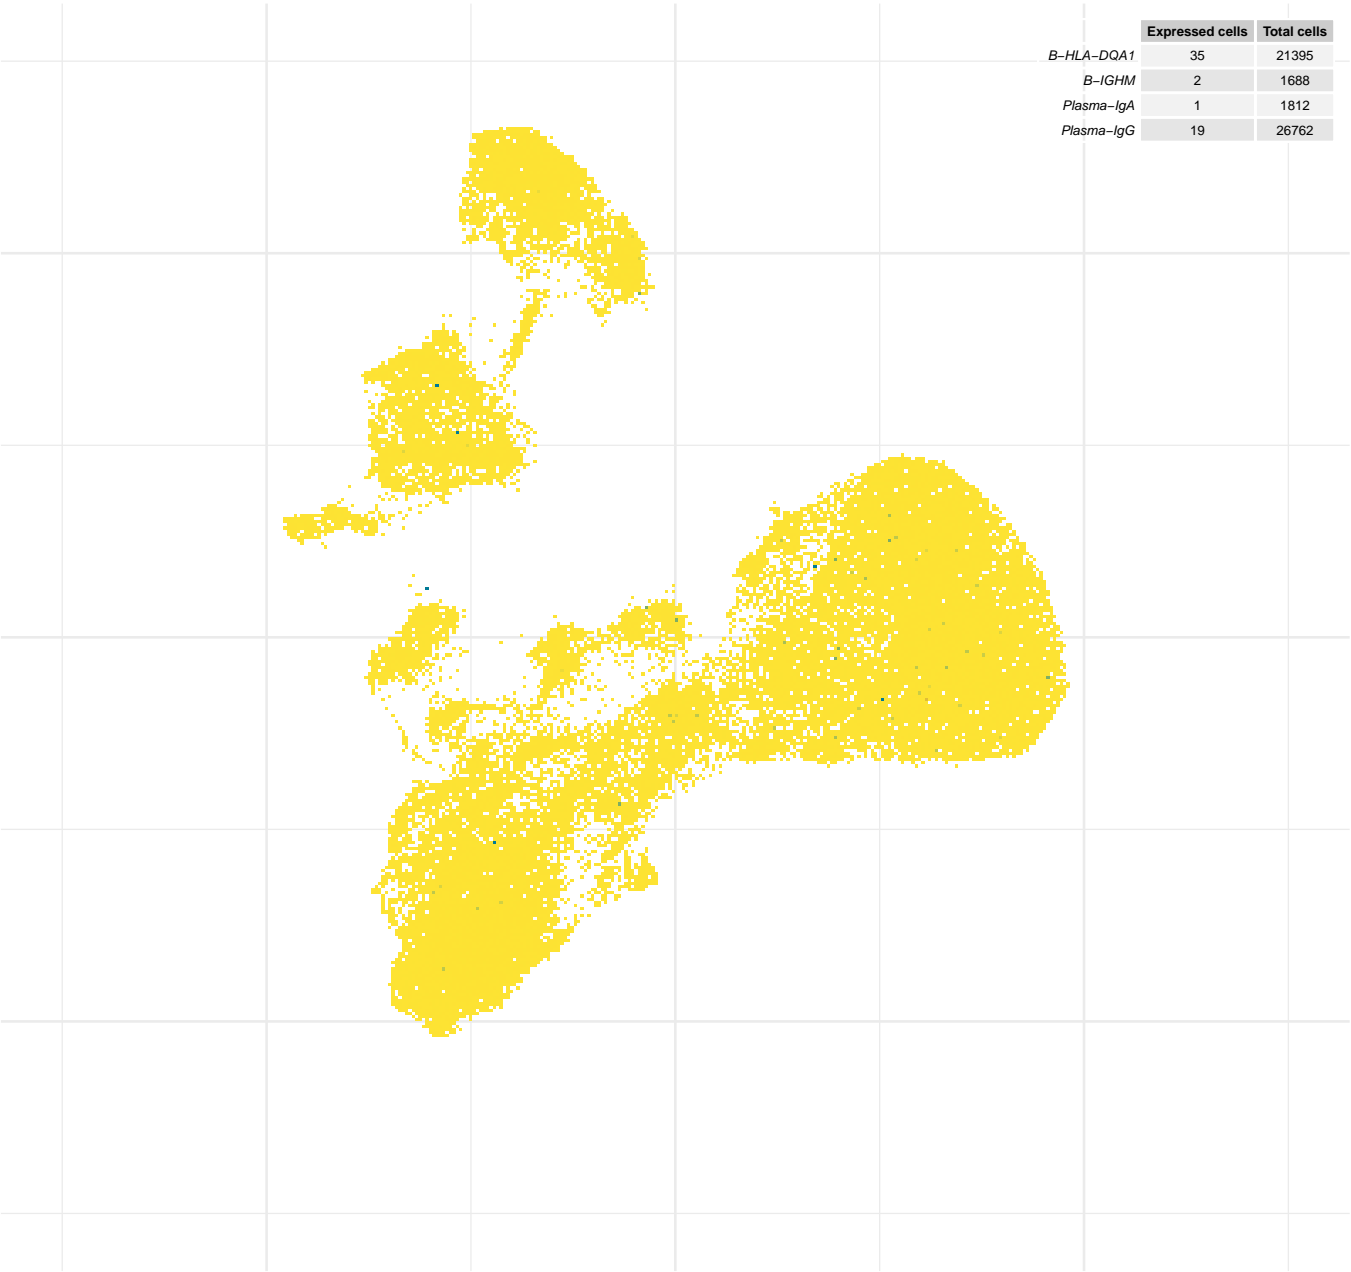 Expressed cells Total cells
B−HLA−DQA1 35 21395
B−IGHM 2 1688
Plasma−IgA 1 1812
Plasma−IgG 19 26762